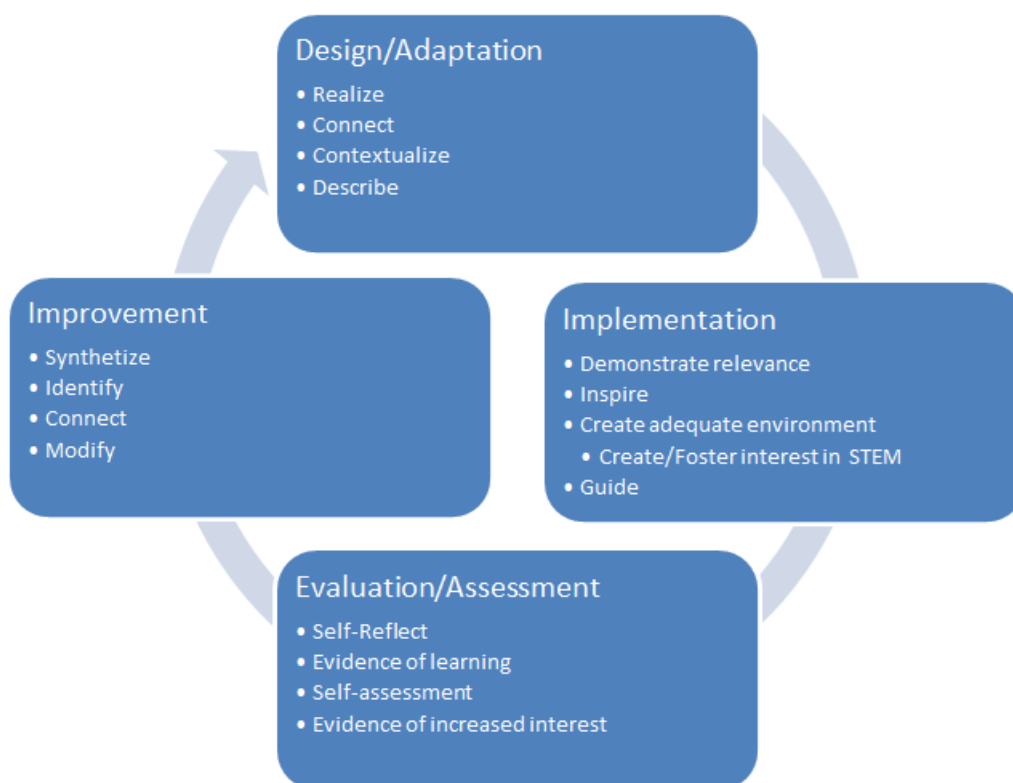 Design/Adaptation
• Realize
• Connect
• Contextualize
• Describe
Implementation
• Demonstrate relevance
• Inspire
• Create adequate environment
• Create/Foster interest in STEM
• Guide
Evaluation/Assessment
• Self-Reflect
• Evidence of learning
• Self-assessment
• Evidence of increased interest
Improvement
• Synthetize
• Identify
• Connect
• Modify